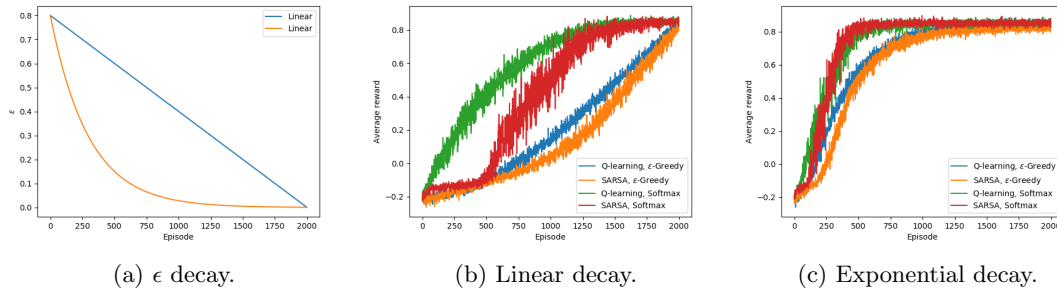 0.8
0.7
0.6
0.5
0.4
0.3
0.2
0.1
0.0
ε
0 250 500 750 1000 1250 1500 1750 2000
Episode
Linear
Linear
(a) ϵ decay.
0.8
0.6
0.4
0.2
0.0
−0.2
Average reward
0 250 500 750 1000 1250 1500 1750 2000
Episode
Q-learning, ε-Greedy
SARSA, ε-Greedy
Q-learning, Softmax
SARSA, Softmax
(b) Linear decay.
0.8
0.6
0.4
0.2
0.0
−0.2
Average reward
0 250 500 750 1000 1250 1500 1750 2000
Episode
Q-learning, ε-Greedy
SARSA, ε-Greedy
Q-learning, Softmax
SARSA, Softmax
(c) Exponential decay.